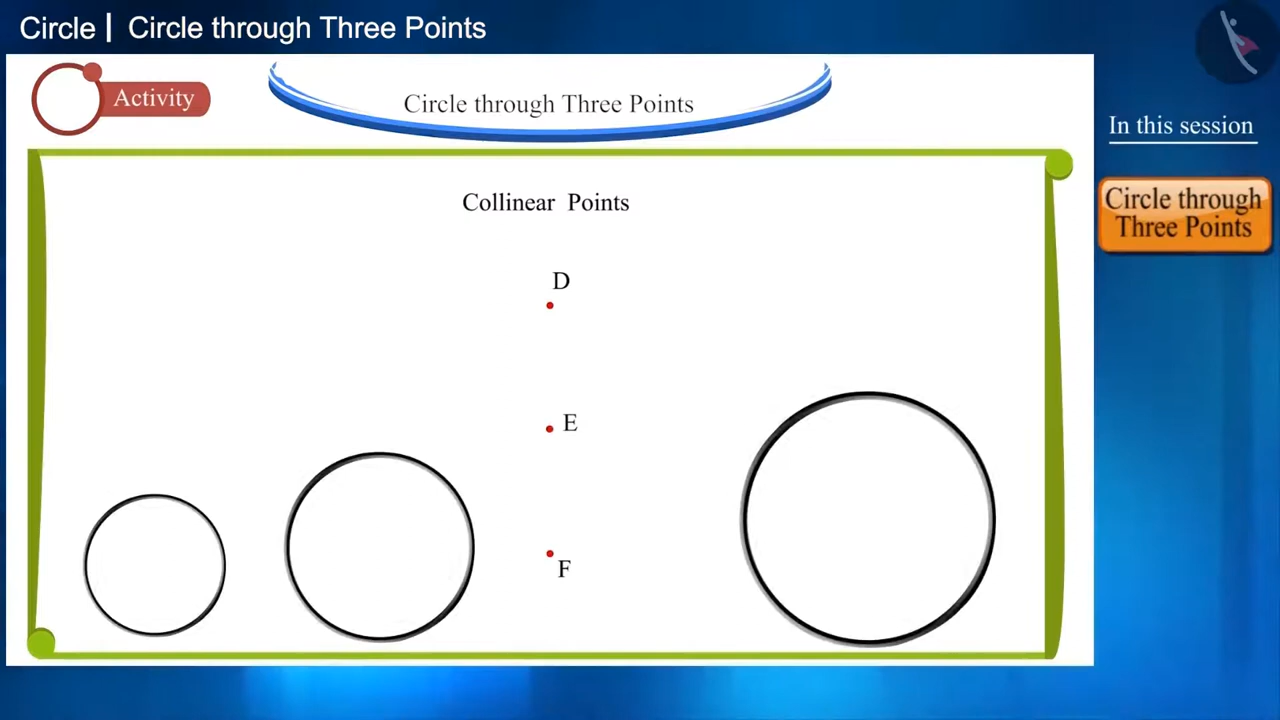 Circle | Circle through Three Points
Activity
Circle through Three Points
In this session
Circle through
Three Points
Collinear Points
D
E
F